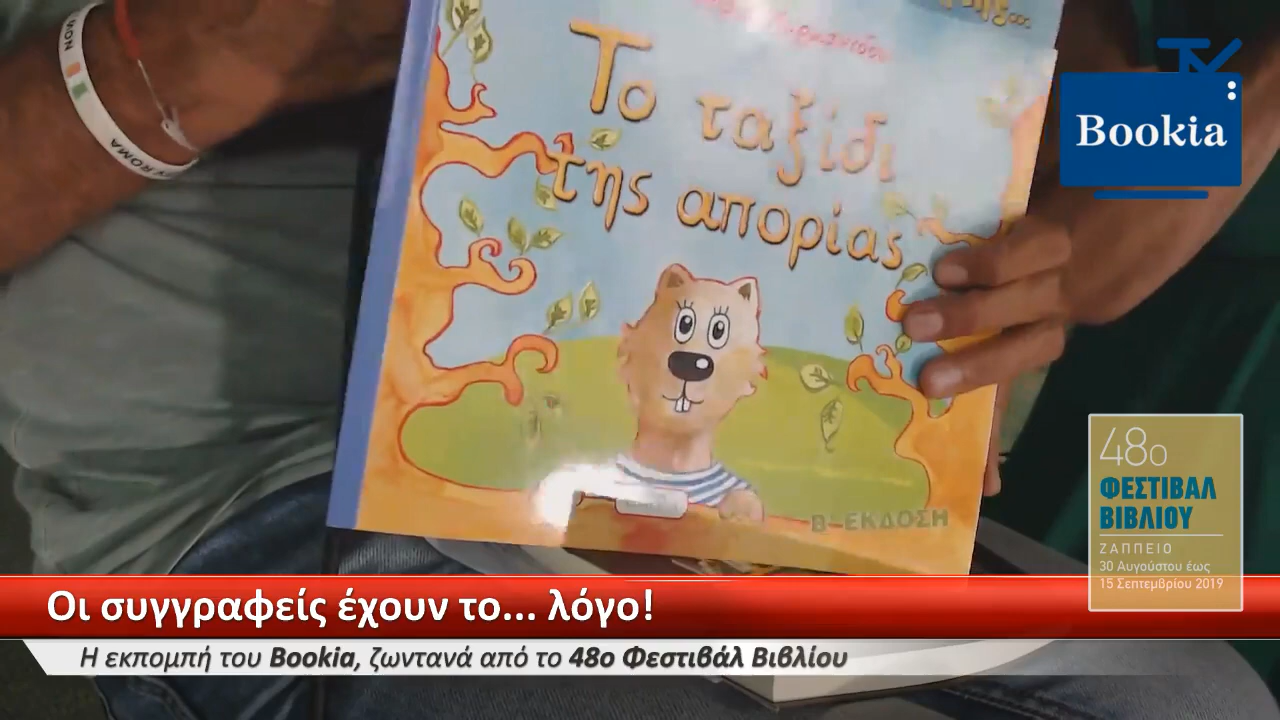 Το ταξίδι
της απορίας
Β' ΕΚΔΟΣΗ
TV
Bookia
48ο
ΦΕΣΤΙΒΑΛ
ΒΙΒΛΙΟΥ
ΖΑΠΠΕΙΟ
30 Αυγούστου έως
15 Σεπτεμβρίου 2019
Οι συγγραφείς έχουν το... λόγο!
Η εκπομπή του Bookia, ζωντανά από το 48ο Φεστιβάλ Βιβλίου